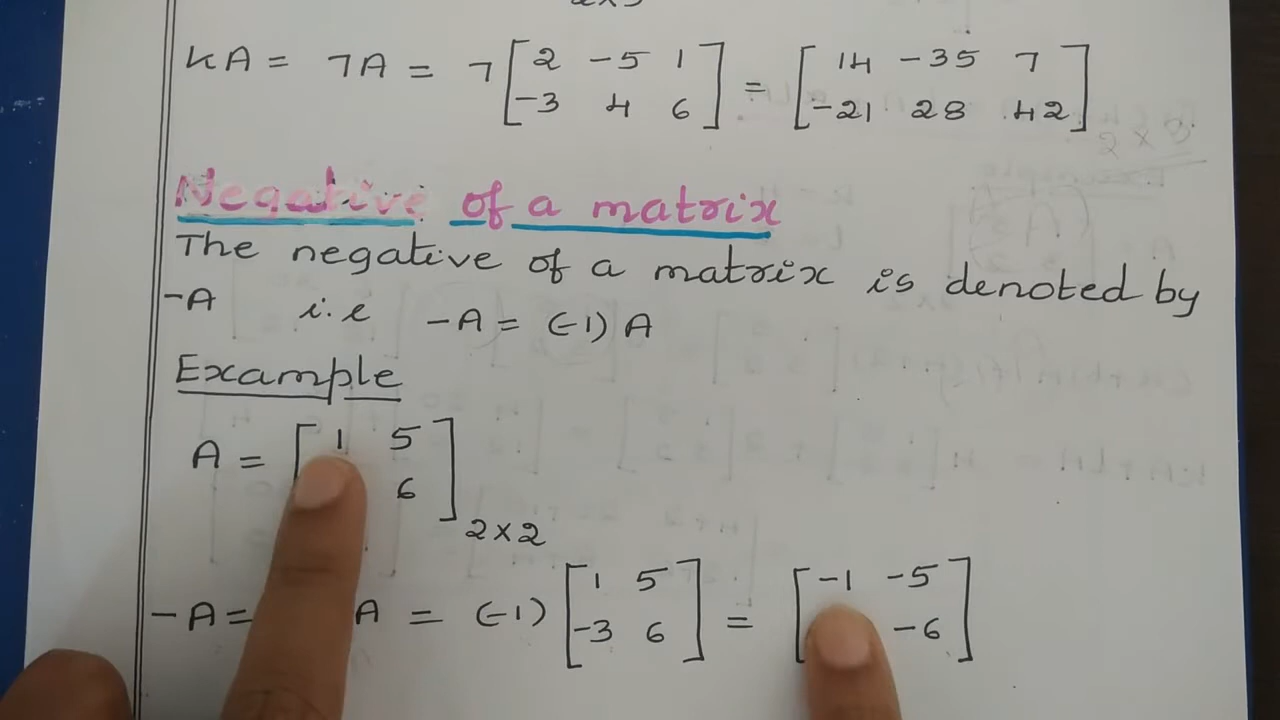 kA = 7A = 7 [ 2 -5 1 ] = [ 14 -35 7 ]
[ -3 4 6 ] [ -21 28 42 ]
Negative of a matrix
The negative of a matrix is denoted by
-A i.e -A = (-1) A
Example
A = [ 1 5 ]
[ 6 ] 2×2
-A = A = (-1) [ 1 5 ] = [ -1 -5 ]
[ -3 6 ] [ -6 ]